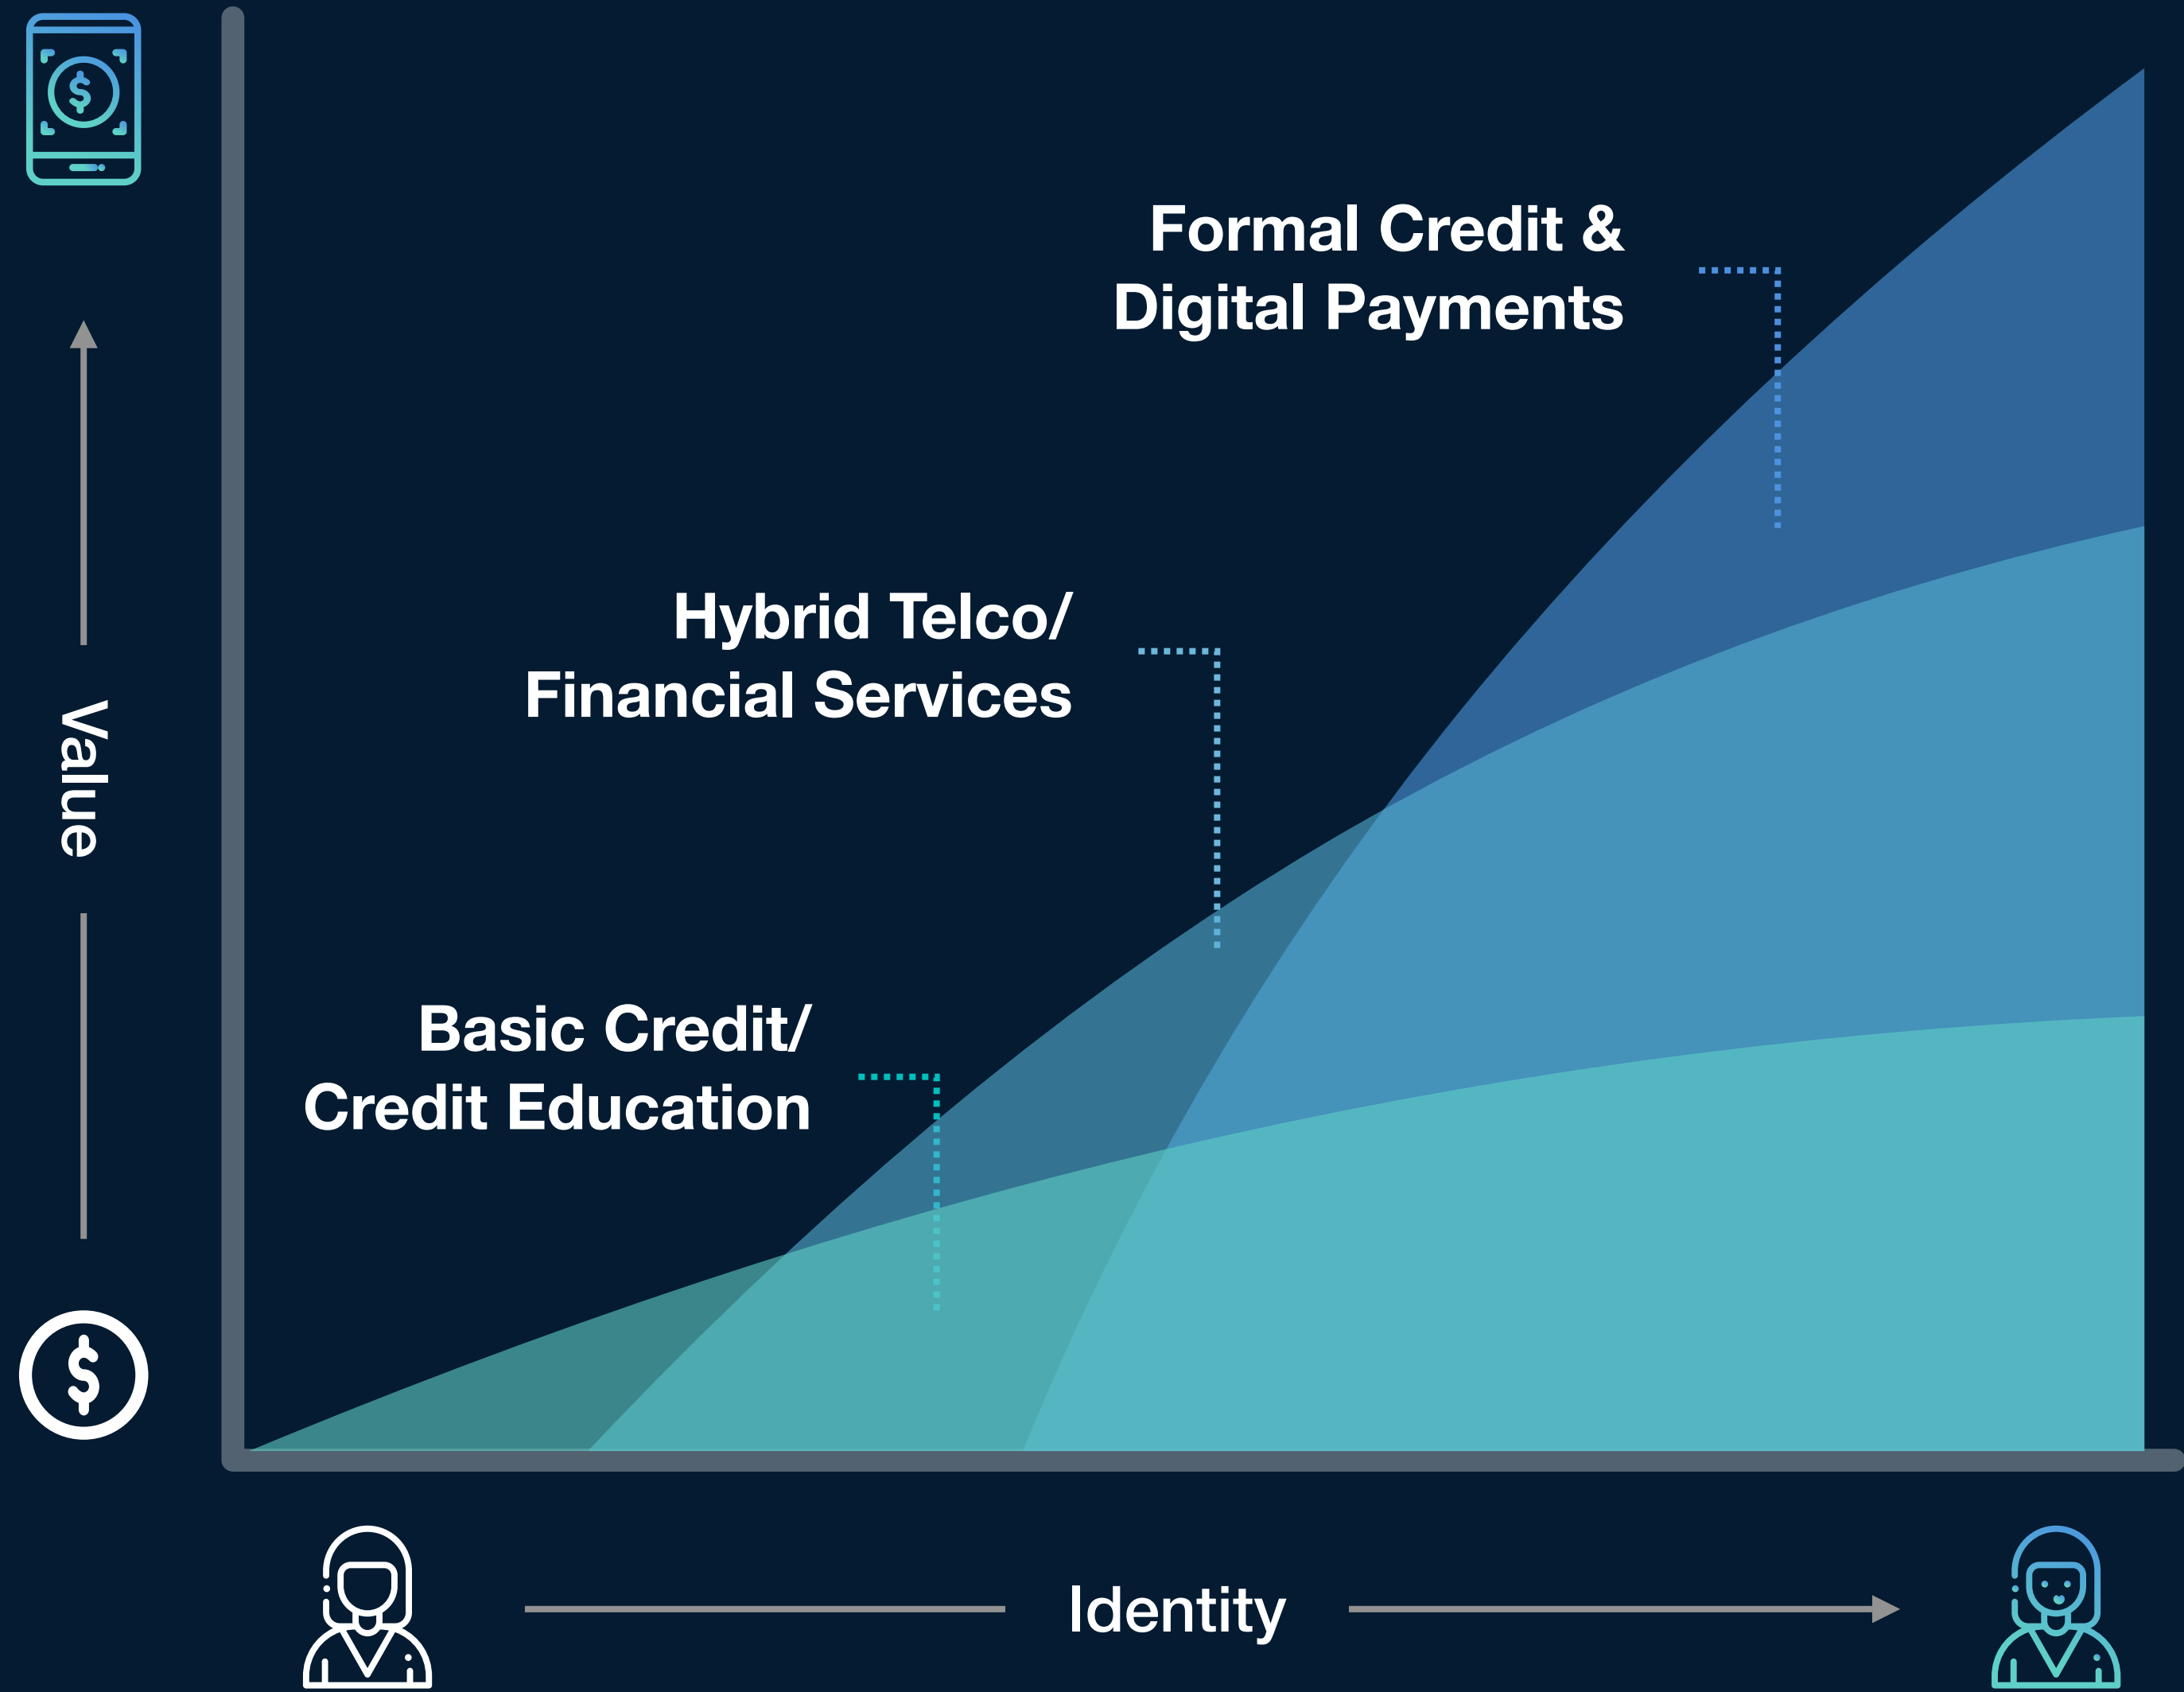 Formal Credit &
Digital Payments
Hybrid Telco/
Financial Services
Value
Basic Credit/
Credit Education
$
$
Identity